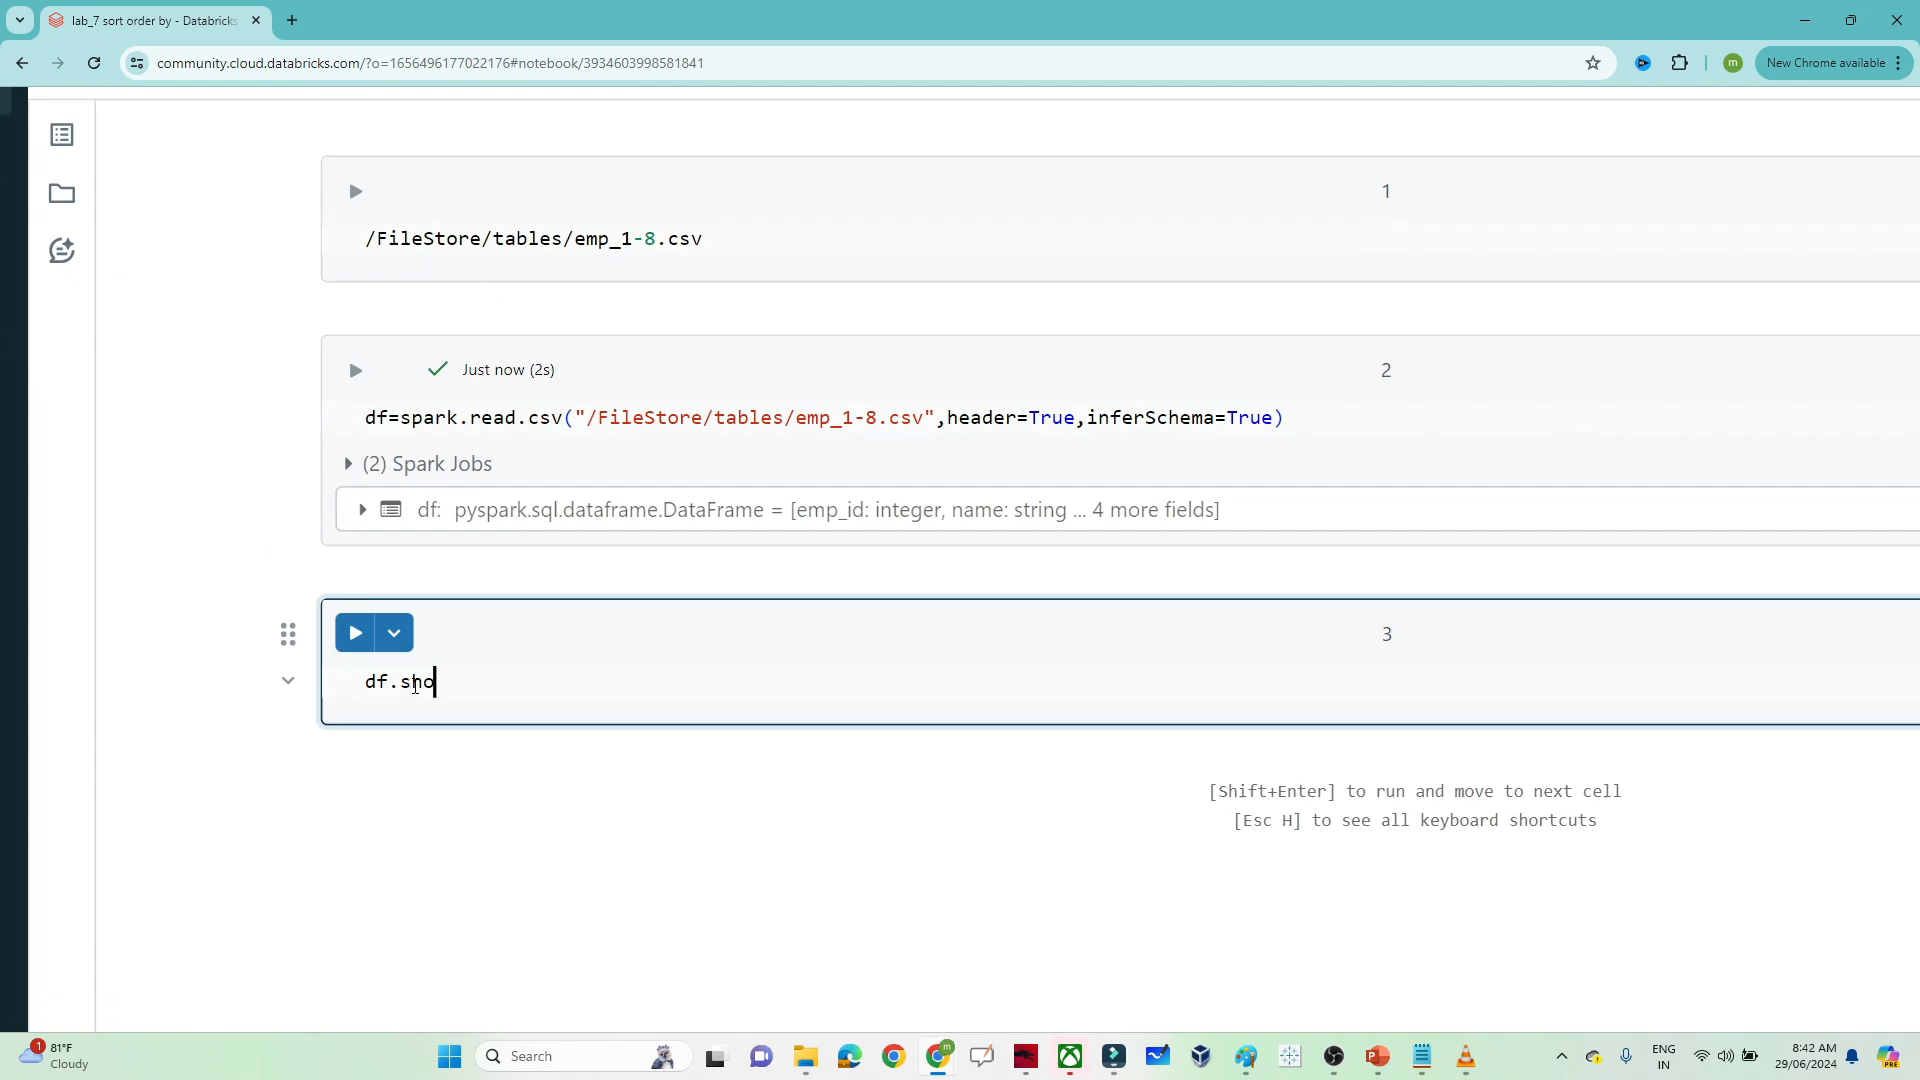 lab_7 sort order by - Databricks
community.cloud.databricks.com/?o=1656496177022176#notebook/3934603998581841
m
New Chrome available
1
/FileStore/tables/emp_1-8.csv
Just now (2s)
2
df=spark.read.csv("/FileStore/tables/emp_1-8.csv",header=True,inferSchema=True)
(2) Spark Jobs
df: pyspark.sql.dataframe.DataFrame = [emp_id: integer, name: string ... 4 more fields]
3
df.sho
[Shift+Enter] to run and move to next cell
[Esc H] to see all keyboard shortcuts
1
81°F
Cloudy
Search
m
ENG
IN
8:42 AM
29/06/2024
PRE